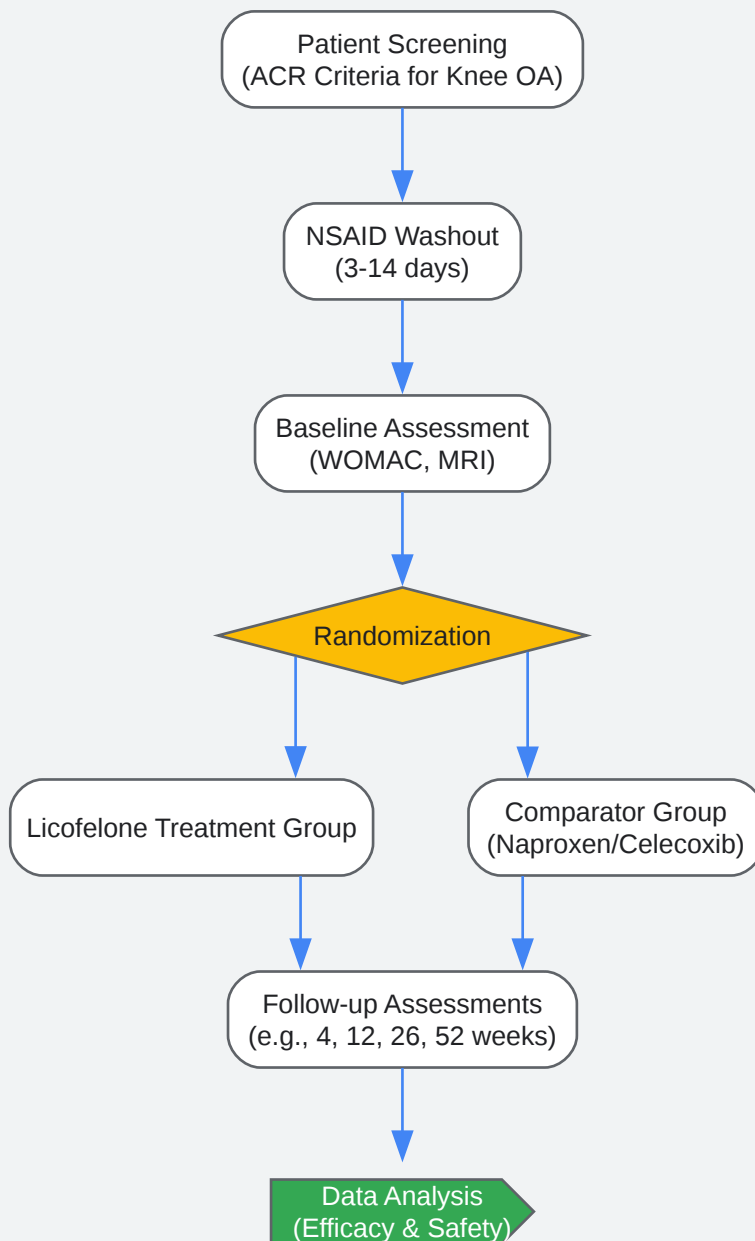 Patient Screening
(ACR Criteria for Knee OA)
NSAID Washout
(3-14 days)
Baseline Assessment
(WOMAC, MRI)
Randomization
Licofelone Treatment Group
Comparator Group
(Naproxen/Celecoxib)
Follow-up Assessments
(e.g., 4, 12, 26, 52 weeks)
Data Analysis
(Efficacy & Safety)